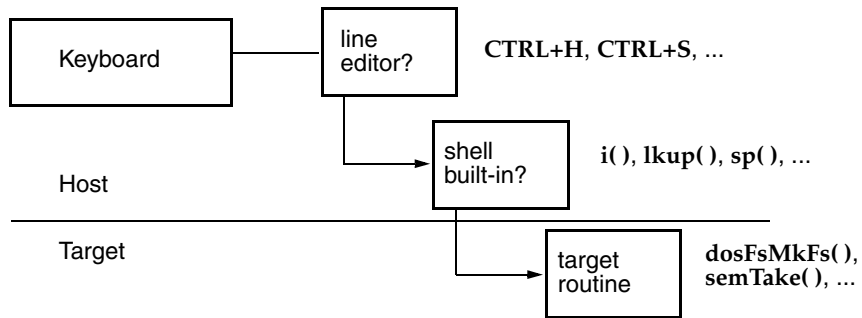 Keyboard
line
editor?
CTRL+H, CTRL+S, ...
shell
built-in?
i( ), lkup( ), sp( ), ...
Host
Target
target
routine
dosFsMkFs( ),
semTake( ), ...